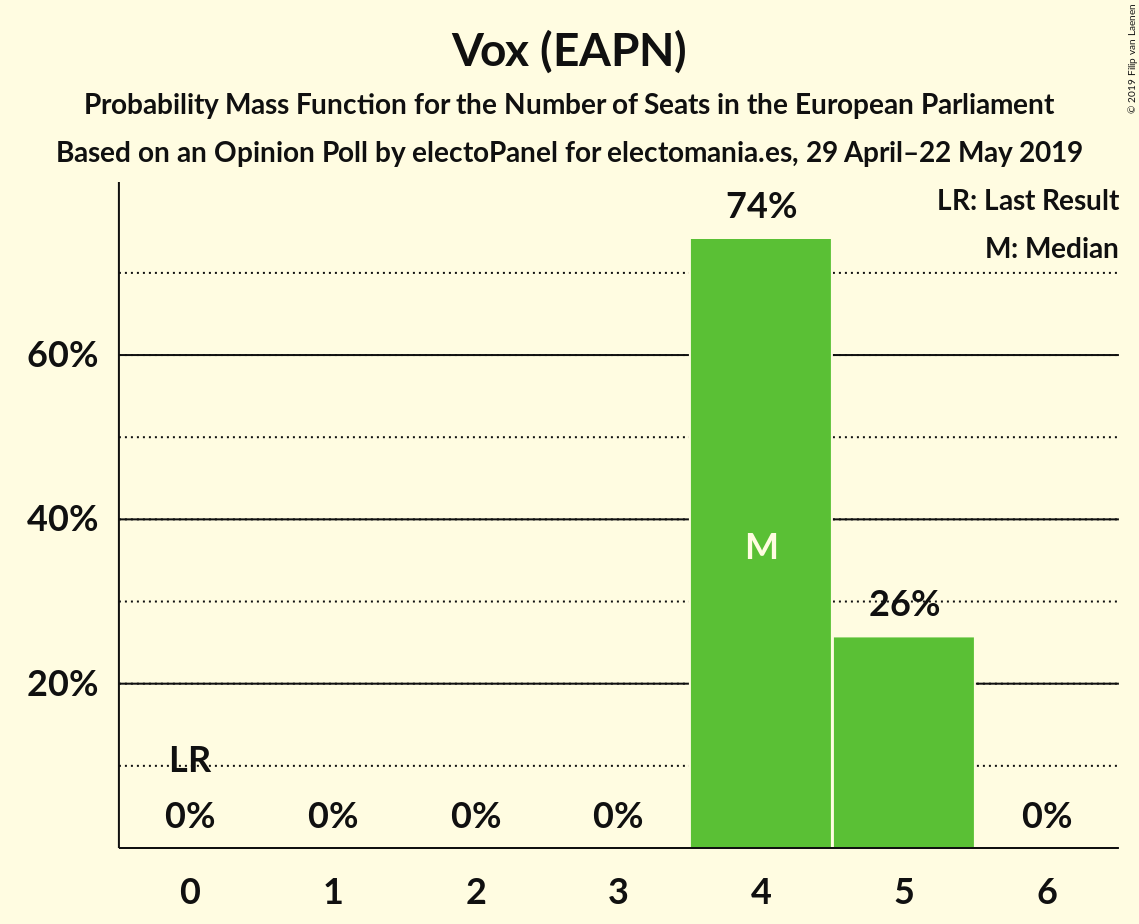 Vox (EAPN)
Probability Mass Function for the Number of Seats in the European Parliament
Based on an Opinion Poll by electoPanel for electomania.es, 29 April–22 May 2019
© 2019 Filip van Laenen
LR: Last Result
M: Median
74%
60%
40%
M
26%
20%
LR
0% 0% 0% 0% 0%
0 1 2 3 4 5 6